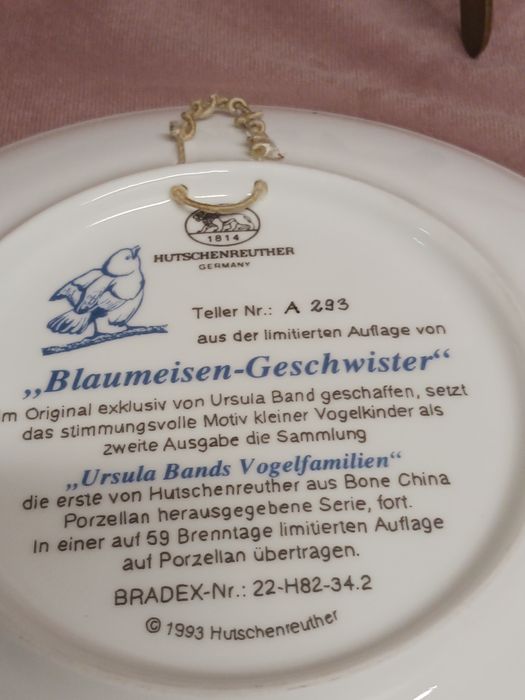 1814
HUTSCHENREUTHER
GERMANY
Teller Nr.: A 293
aus der limitierten Auflage von
„Blaumeisen-Geschwister“
Im Original exklusiv von Ursula Band geschaffen, setzt
das stimmungsvolle Motiv kleiner Vogelkinder als
zweite Ausgabe die Sammlung
„Ursula Bands Vogelfamilien“
die erste von Hutschenreuther aus Bone China
Porzellan herausgegebene Serie, fort.
In einer auf 59 Brenntage limitierten Auflage
auf Porzellan übertragen.
BRADEX-Nr.: 22-H82-34.2
© 1993 Hutschenreuther